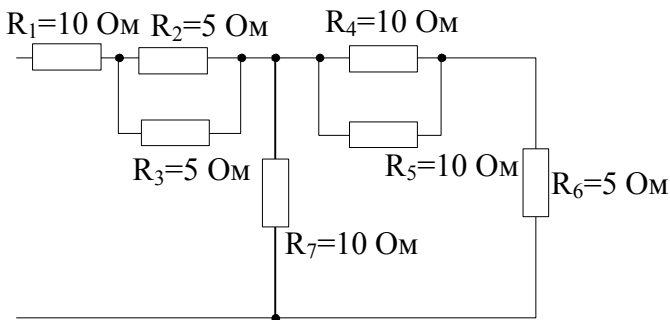 R₁=10 Ом
R₂=5 Ом
R₄=10 Ом
R₃=5 Ом
R₅=10 Ом
R₆=5 Ом
R₇=10 Ом